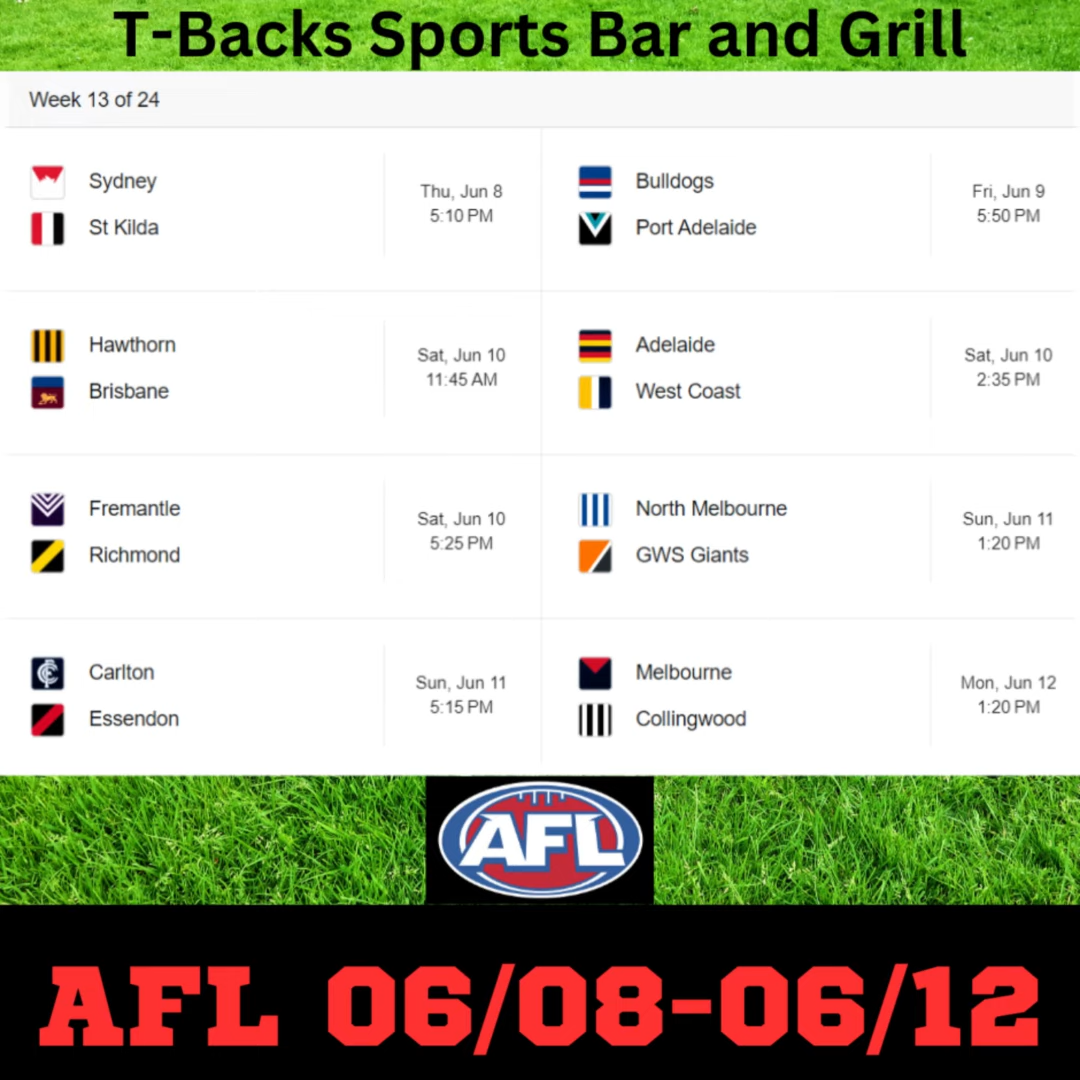 T-Backs Sports Bar and Grill
Week 13 of 24
Sydney
St Kilda
Thu, Jun 8
5:10 PM
Bulldogs
Port Adelaide
Fri, Jun 9
5:50 PM
Hawthorn
Brisbane
Sat, Jun 10
11:45 AM
Adelaide
West Coast
Sat, Jun 10
2:35 PM
Fremantle
Richmond
Sat, Jun 10
5:25 PM
North Melbourne
GWS Giants
Sun, Jun 11
1:20 PM
Carlton
Essendon
Sun, Jun 11
5:15 PM
Melbourne
Collingwood
Mon, Jun 12
1:20 PM
AFL
AFL 06/08-06/12